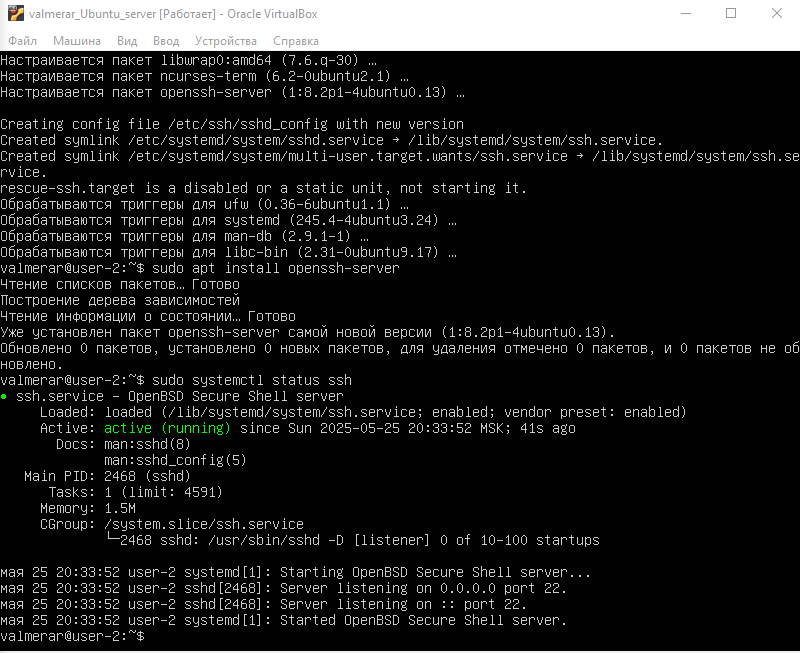 valmerar_Ubuntu_server [Работает] - Oracle VirtualBox
Файл Машина Вид Ввод Устройства Справка
Настраивается пакет libwrap0:amd64 (7.6.q-30) …
Настраивается пакет ncurses-term (6.2-0ubuntu2.1) …
Настраивается пакет openssh-server (1:8.2p1-4ubuntu0.13) …
Creating config file /etc/ssh/sshd_config with new version
Created symlink /etc/systemd/system/sshd.service → /lib/systemd/system/ssh.service.
Created symlink /etc/systemd/system/multi-user.target.wants/ssh.service → /lib/systemd/system/ssh.se
rvice.
rescue-ssh.target is a disabled or a static unit, not starting it.
Обрабатываются триггеры для ufw (0.36-6ubuntu1.1) …
Обрабатываются триггеры для systemd (245.4-4ubuntu3.24) …
Обрабатываются триггеры для man-db (2.9.1-1) …
Обрабатываются триггеры для libc-bin (2.31-0ubuntu9.17) …
valmerar@user-2:~$ sudo apt install openssh-server
Чтение списков пакетов… Готово
Построение дерева зависимостей
Чтение информации о состоянии… Готово
Уже установлен пакет openssh-server самой новой версии (1:8.2p1-4ubuntu0.13).
Обновлено 0 пакетов, установлено 0 новых пакетов, для удаления отмечено 0 пакетов, и 0 пакетов не об
новлено.
valmerar@user-2:~$ sudo systemctl status ssh
● ssh.service - OpenBSD Secure Shell server
Loaded: loaded (/lib/systemd/system/ssh.service; enabled; vendor preset: enabled)
Active: active (running) since Sun 2025-05-25 20:33:52 MSK; 41s ago
Docs: man:sshd(8)
man:sshd_config(5)
Main PID: 2468 (sshd)
Tasks: 1 (limit: 4591)
Memory: 1.5M
CGroup: /system.slice/ssh.service
└─2468 sshd: /usr/sbin/sshd -D [listener] 0 of 10-100 startups
мая 25 20:33:52 user-2 systemd[1]: Starting OpenBSD Secure Shell server...
мая 25 20:33:52 user-2 sshd[2468]: Server listening on 0.0.0.0 port 22.
мая 25 20:33:52 user-2 sshd[2468]: Server listening on :: port 22.
мая 25 20:33:52 user-2 systemd[1]: Started OpenBSD Secure Shell server.
valmerar@user-2:~$